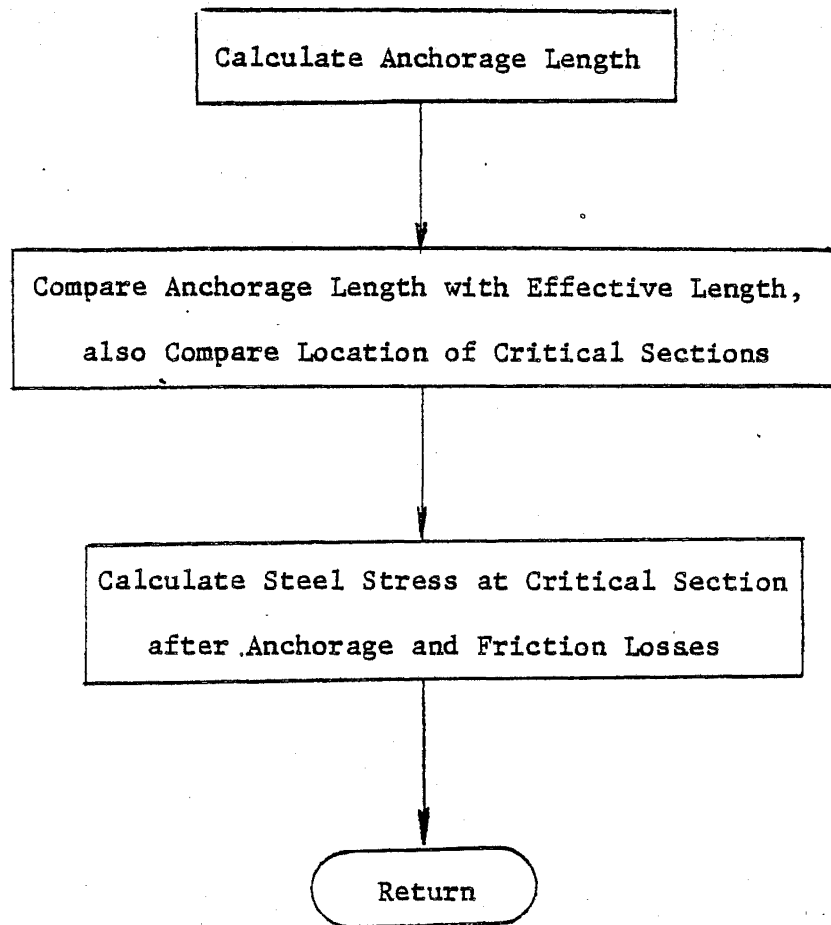 Calculate Anchorage Length
Compare Anchorage Length with Effective Length,
also Compare Location of Critical Sections
Calculate Steel Stress at Critical Section
after Anchorage and Friction Losses
Return